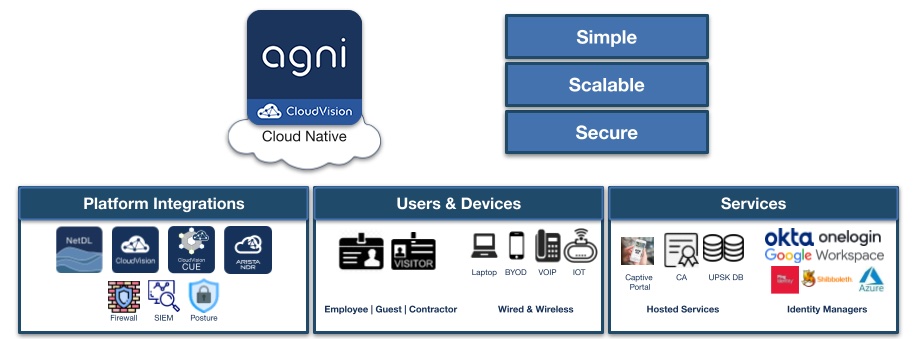 agni
CloudVision
Cloud Native
Simple
Scalable
Secure
Platform Integrations
NetDL
CloudVision
CloudVision
CUE
ARISTA
NDR
Firewall
SIEM
Posture
Users & Devices
VISITOR
Laptop
BYOD
VOIP
IOT
Employee | Guest | Contractor
Wired & Wireless
Services
Captive
Portal
CA
UPSK DB
Hosted Services
okta
onelogin
Google Workspace
Ping
Identity
Shibboleth
Azure
Identity Managers